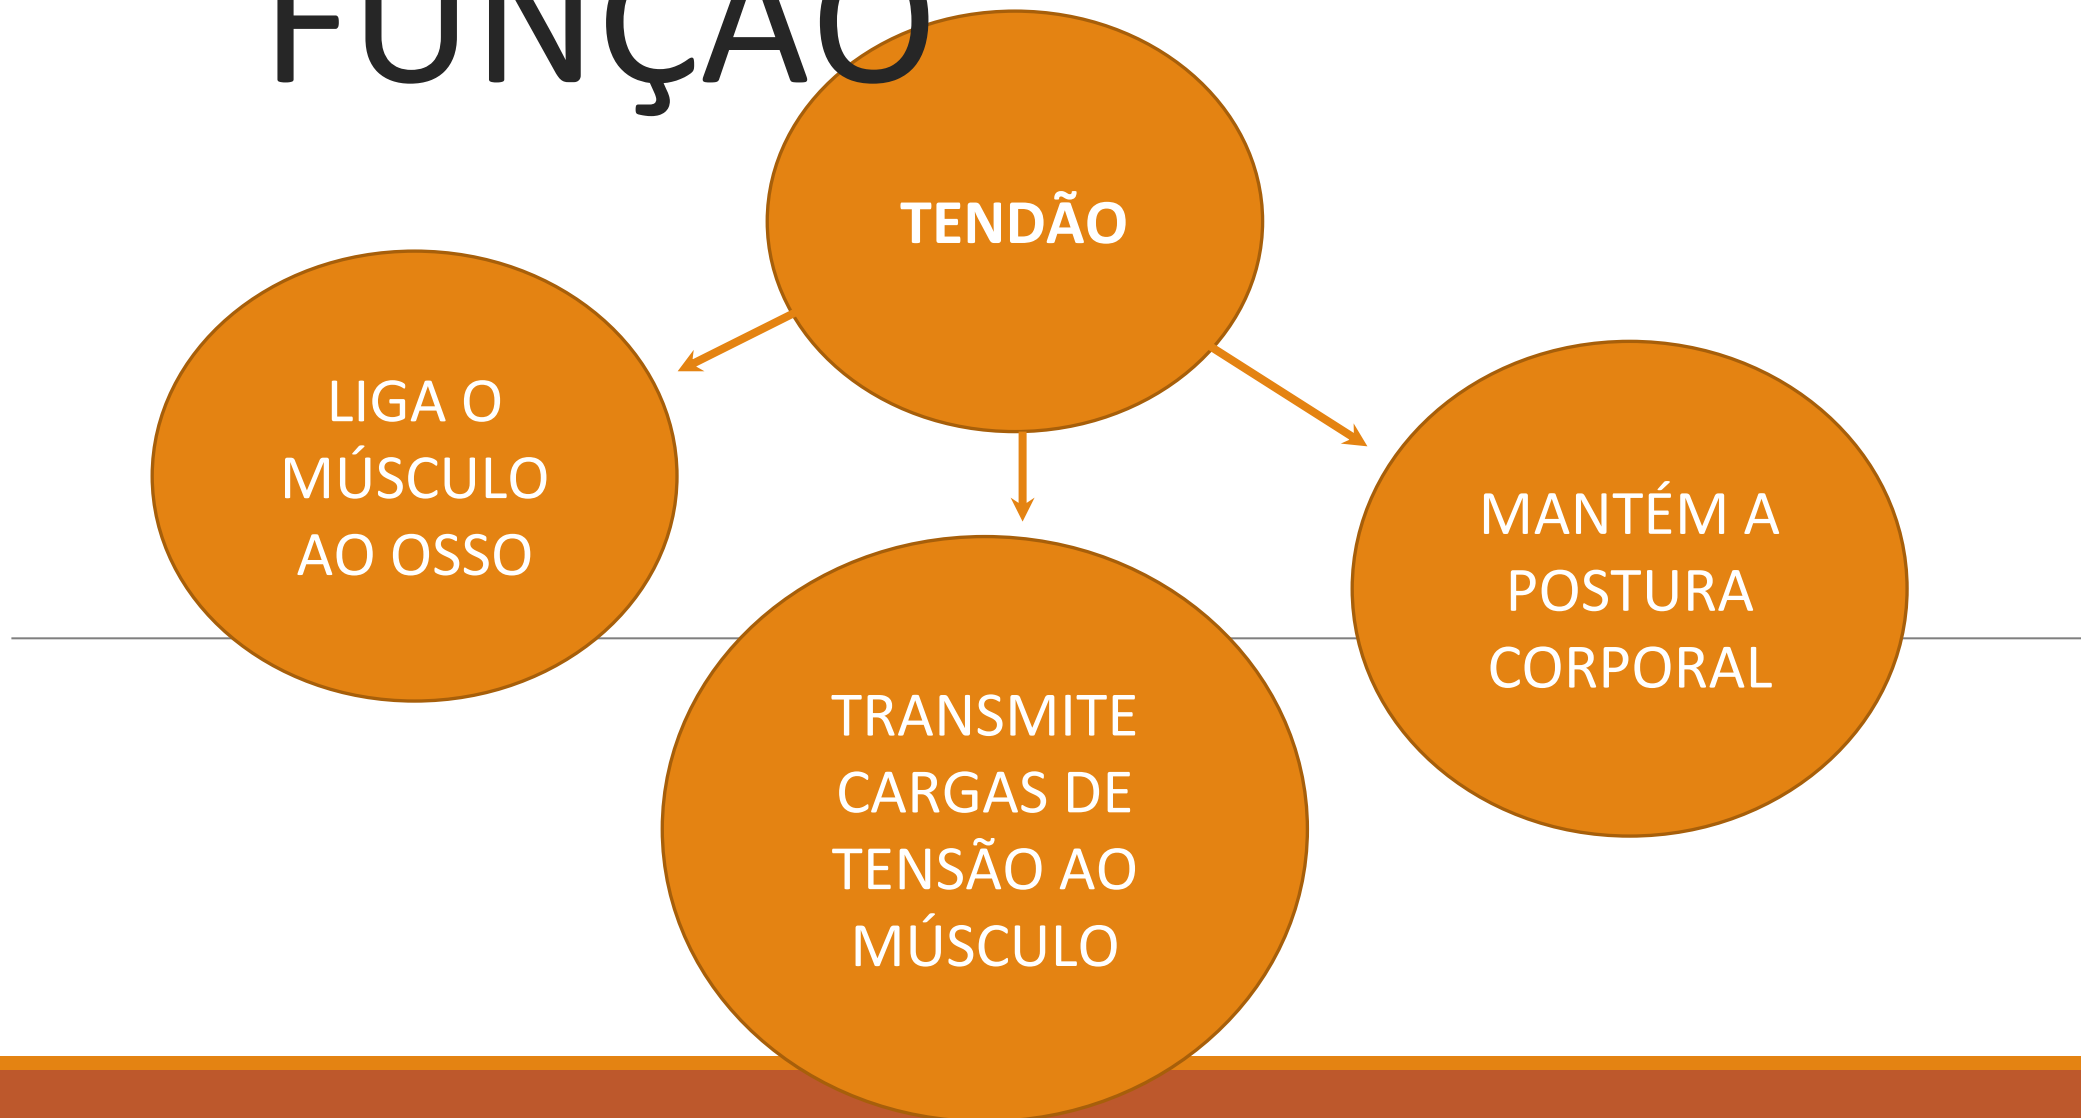 FUNÇÃO
TENDÃO
LIGA O
MÚSCULO
AO OSSO
TRANSMITE
CARGAS DE
TENSÃO AO
MÚSCULO
MANTÉM A
POSTURA
CORPORAL